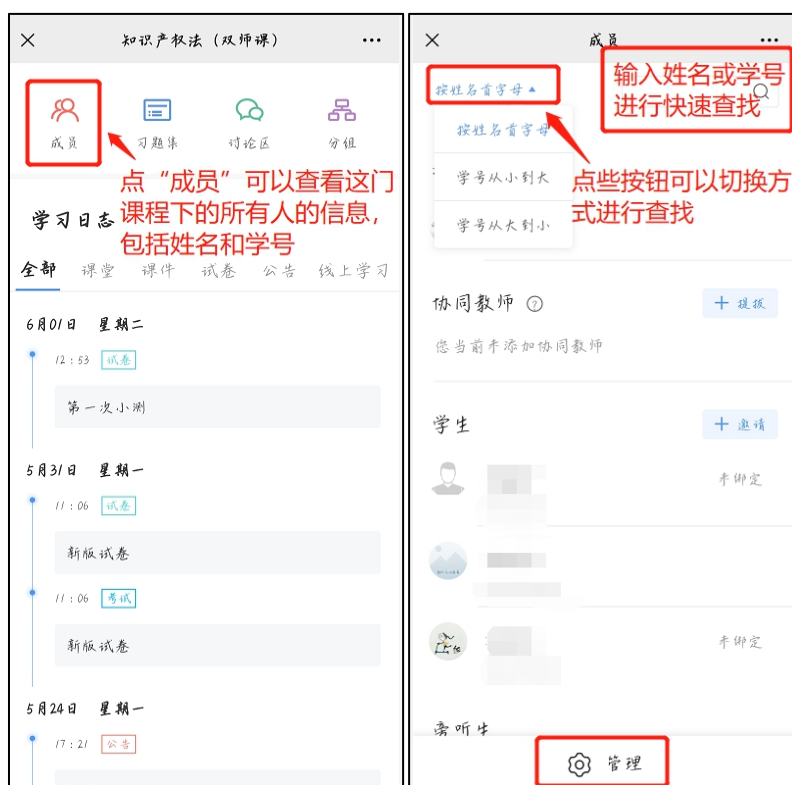 知识产权法（双师课）
成员
习题集
讨论区
分组
点“成员”可以查看这门
课程下的所有人的信息，
包括姓名和学号
学习日志
全部 课堂 课件 试卷 公告 线上学习
6月01日 星期二
12:53 试卷
第一次小测
5月31日 星期一
11:06 试卷
新版试卷
11:06 考试
新版试卷
5月24日 星期一
17:21 公告
成员
按姓名首字母
输入姓名或学号
进行快速查找
按姓名首字母
学号从小到大
学号从大到小
点些按钮可以切换方
式进行查找
协同教师
+ 提拔
您当前未添加协同教师
学生
+ 邀请
未绑定
未绑定
旁听生
管理